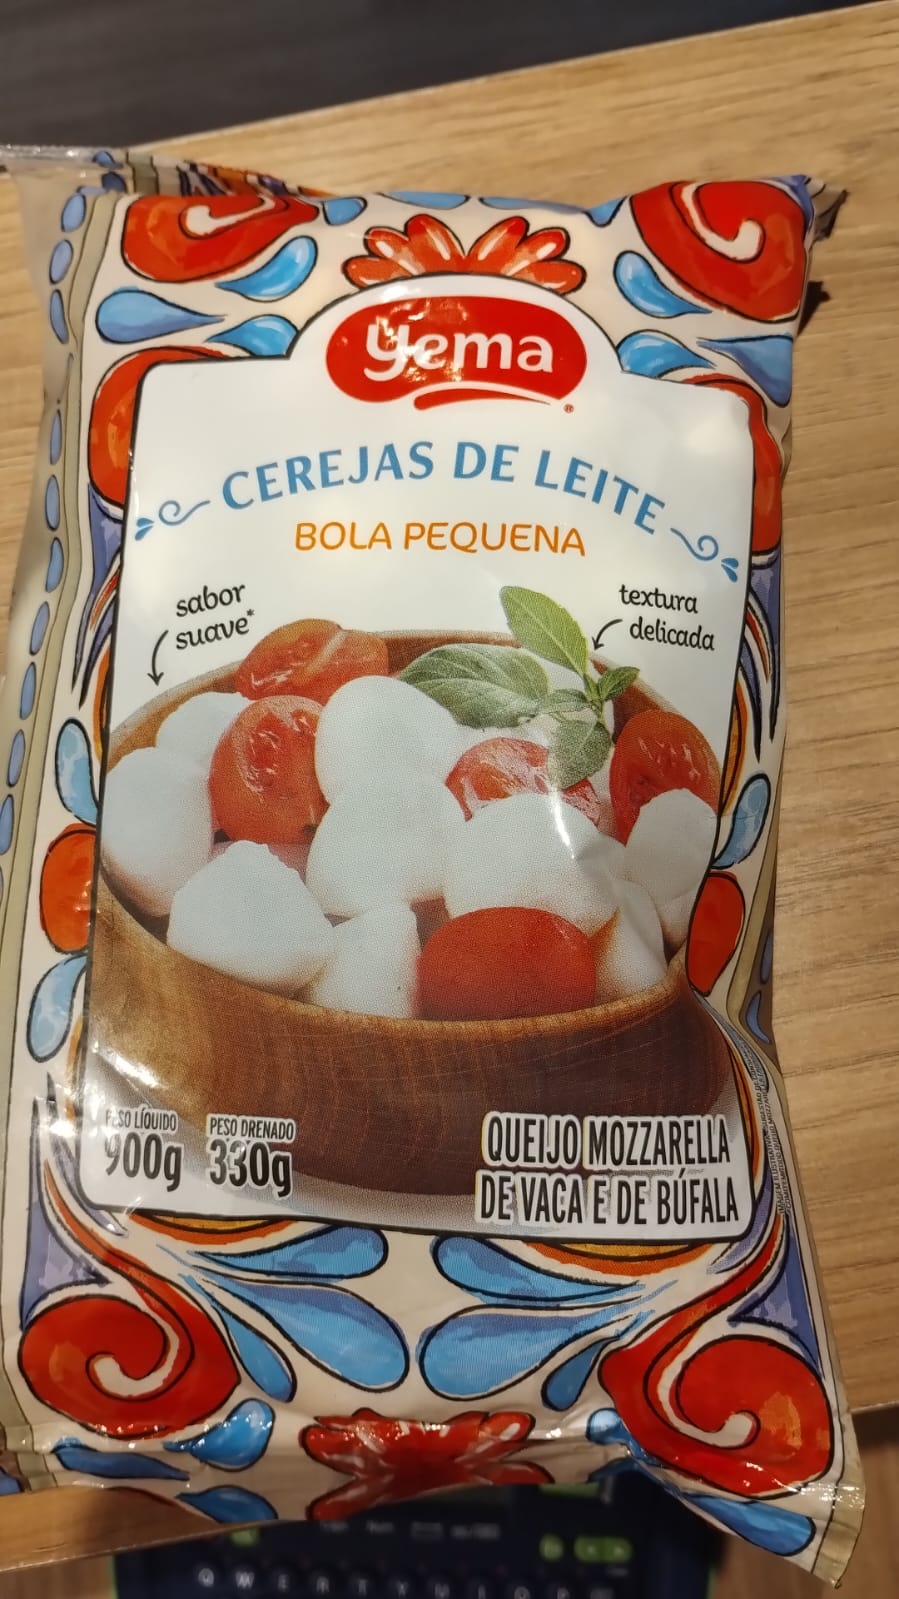 yema
®
CEREJAS DE LEITE
BOLA PEQUENA
sabor
suave*
textura
delicada
PESO LÍQUIDO
900g
PESO DRENADO
330g
QUEIJO MOZZARELLA
DE VACA E DE BÚFALA
Q W E R T Y U I O P